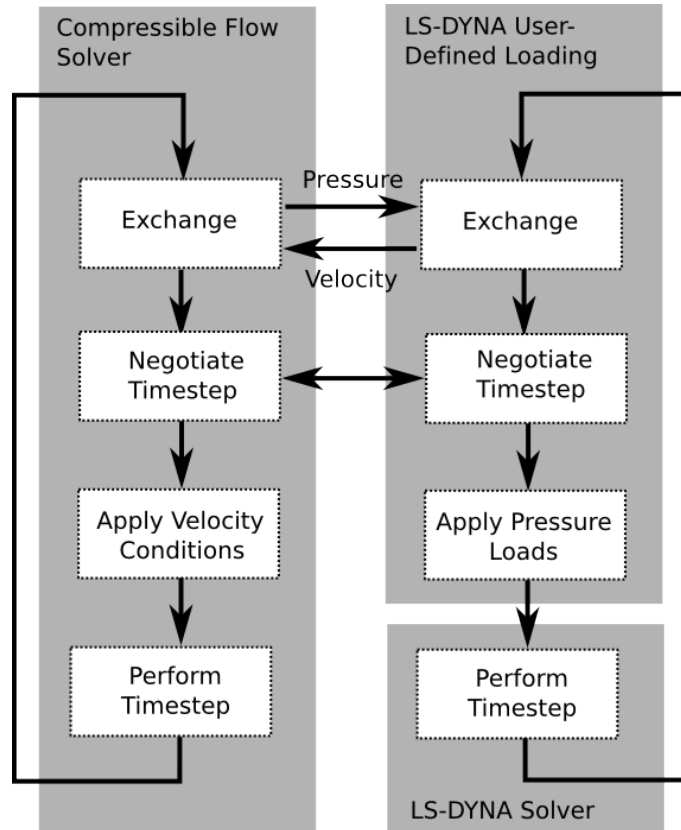 Compressible Flow
Solver
LS-DYNA User-
Defined Loading
Exchange
Pressure
Velocity
Exchange
Negotiate
Timestep
Negotiate
Timestep
Apply Velocity
Conditions
Apply Pressure
Loads
Perform
Timestep
Perform
Timestep
LS-DYNA Solver